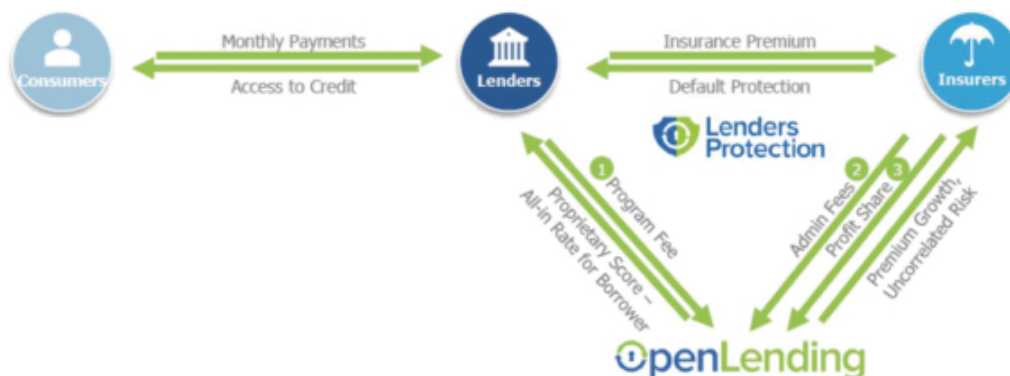 Monthly Payments
Access to Credit
Consumers
Lenders
Insurance Premium
Default Protection
Insurers
Lenders
Protection
1
Program Fee
Proprietary Score –
All-in Rate for Borrower
2
Admin Fees
3
Profit Share
Premium Growth,
Uncorrelated Risk
OpenLending